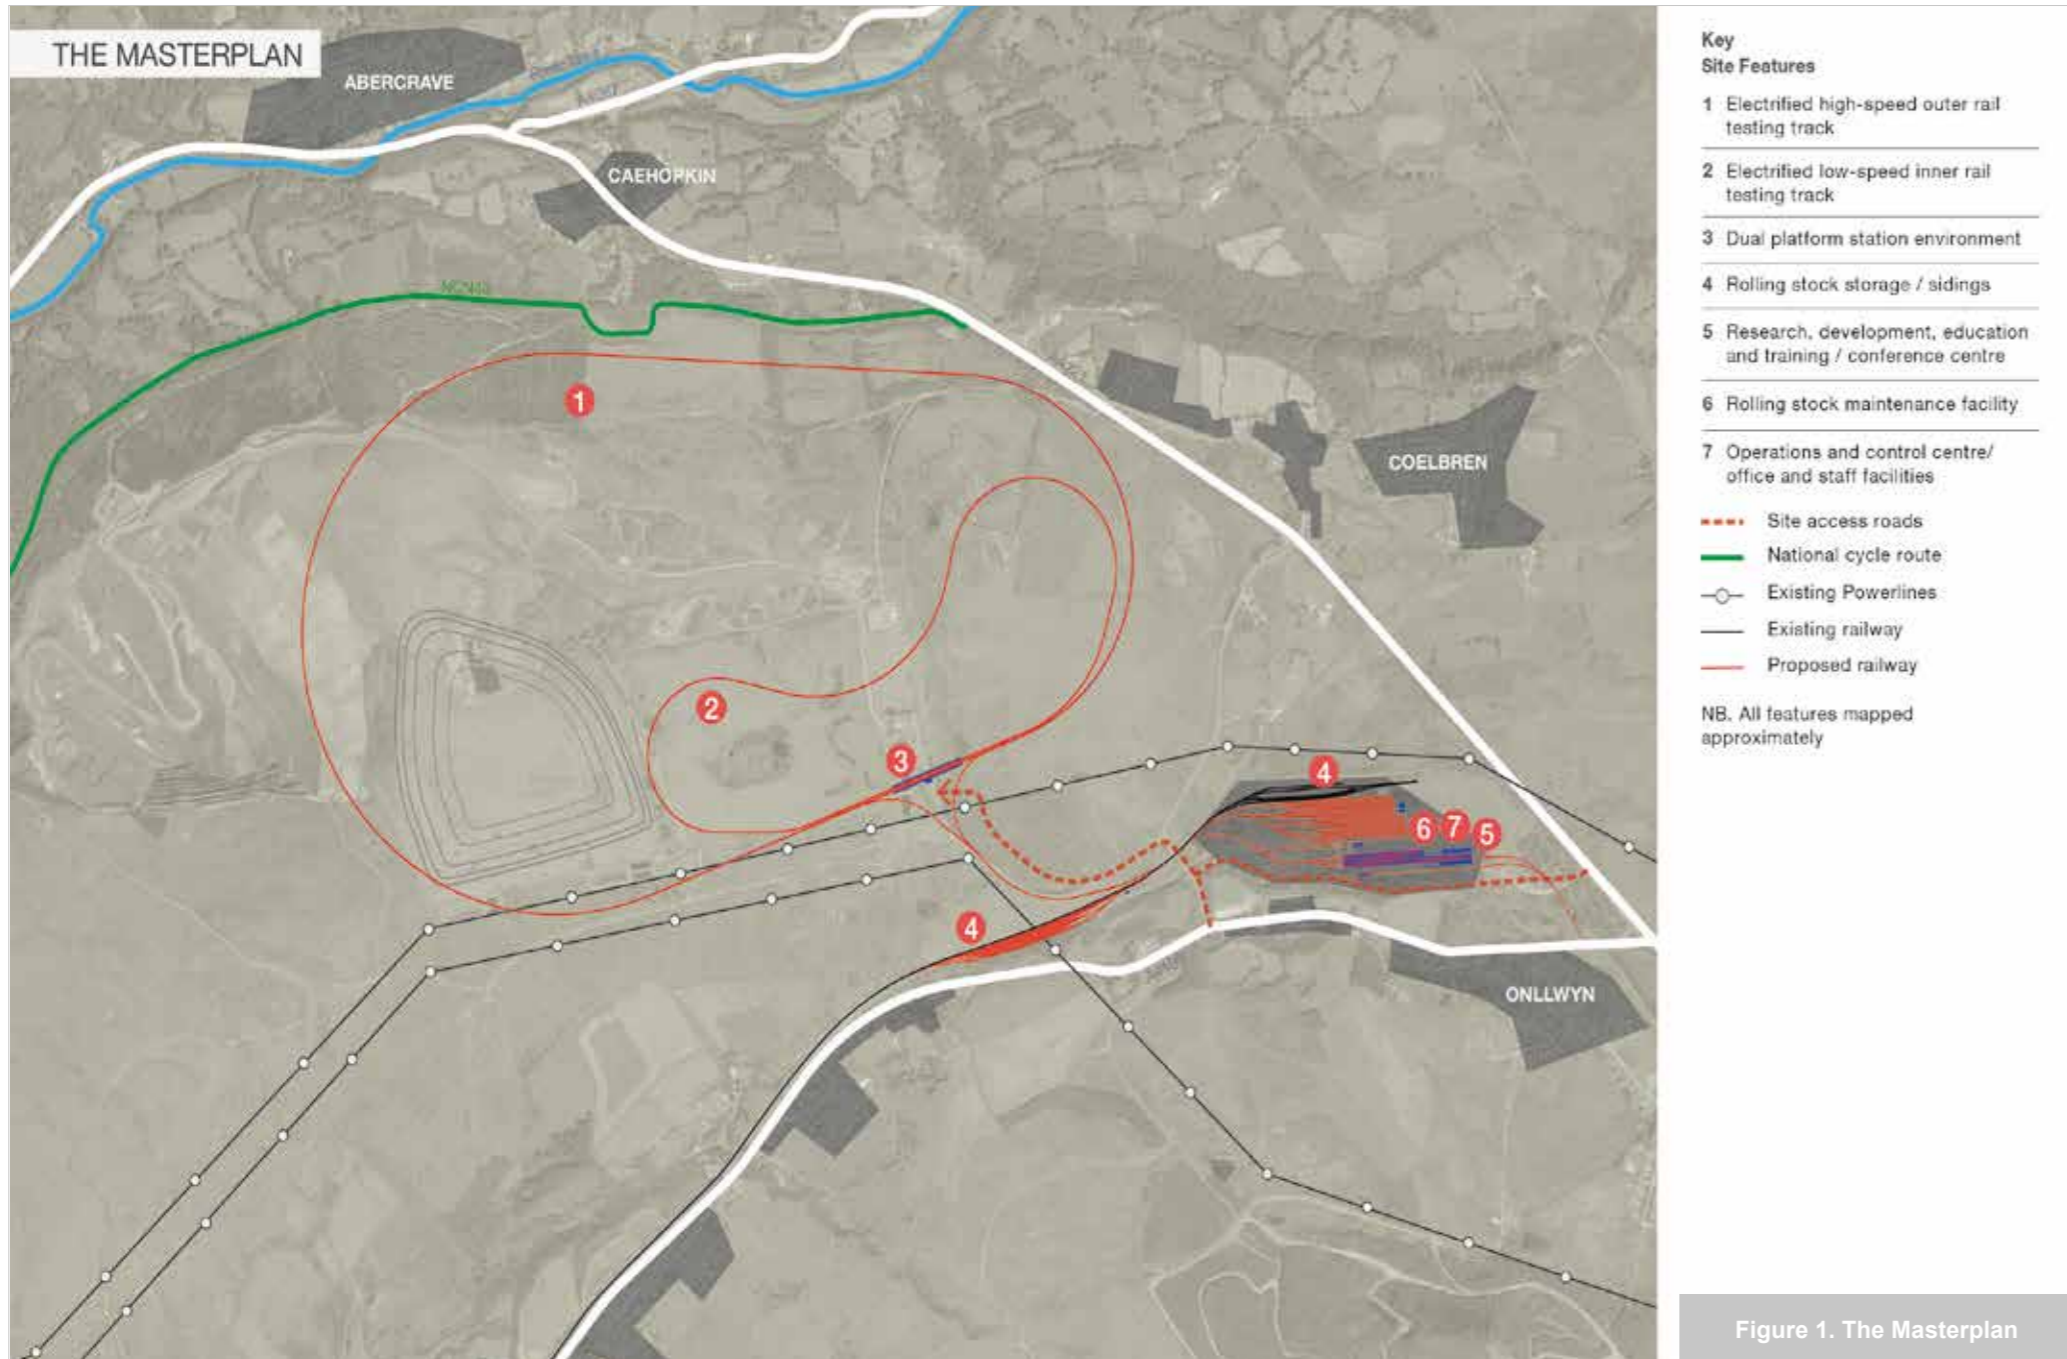 THE MASTERPLAN
ABERCRAVE
CAEHOPKIN
COELBREN
ONLLWYN
1
2
3
4
6
7
5
4
Key
Site Features
1 Electrified high-speed outer rail
testing track
2 Electrified low-speed inner rail
testing track
3 Dual platform station environment
4 Rolling stock storage / sidings
5 Research, development, education
and training / conference centre
6 Rolling stock maintenance facility
7 Operations and control centre/
office and staff facilities
Site access roads
National cycle route
Existing Powerlines
Existing railway
Proposed railway
NB. All features mapped
approximately
Figure 1. The Masterplan